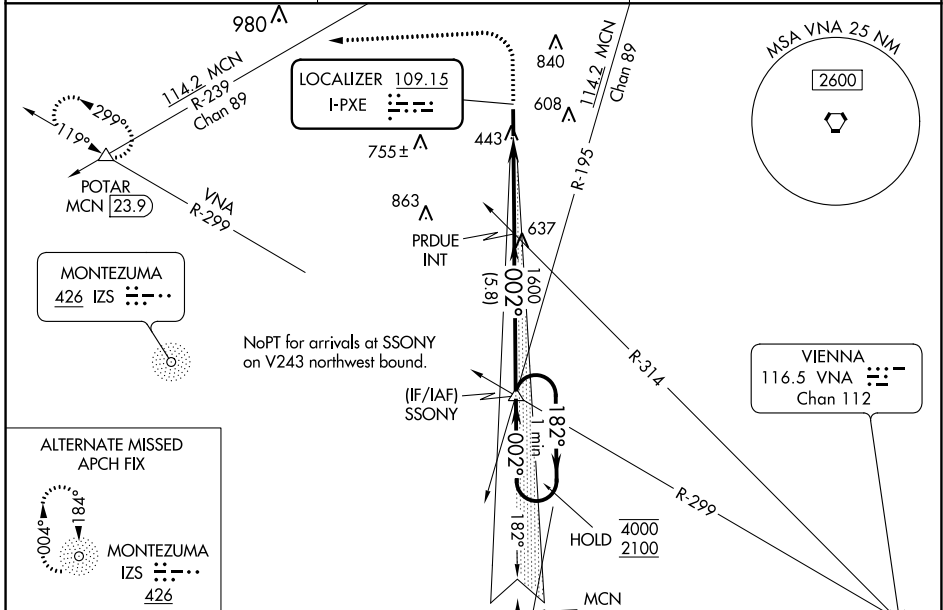 980
114.2 MCN
R-239
Chan 89
LOCALIZER 109.15
I-PXE
840
608
114.2 MCN
Chan 89
R-195
MSA VNA 25 NM
2600
299°
119°
POTAR
MCN 23.9
VNA
R-299
755±
443
863
637
PRDUE
INT
MONTEZUMA
426 IZS
002°
1600
(5.8)
NoPT for arrivals at SSONY
on V243 northwest bound.
R-314
(IF/IAF)
SSONY
VIENNA
116.5 VNA
Chan 112
182°
1 min
002°
R-299
182°
HOLD 4000
2100
ALTERNATE MISSED
APCH FIX
004°
184°
MONTEZUMA
IZS
426
MCN